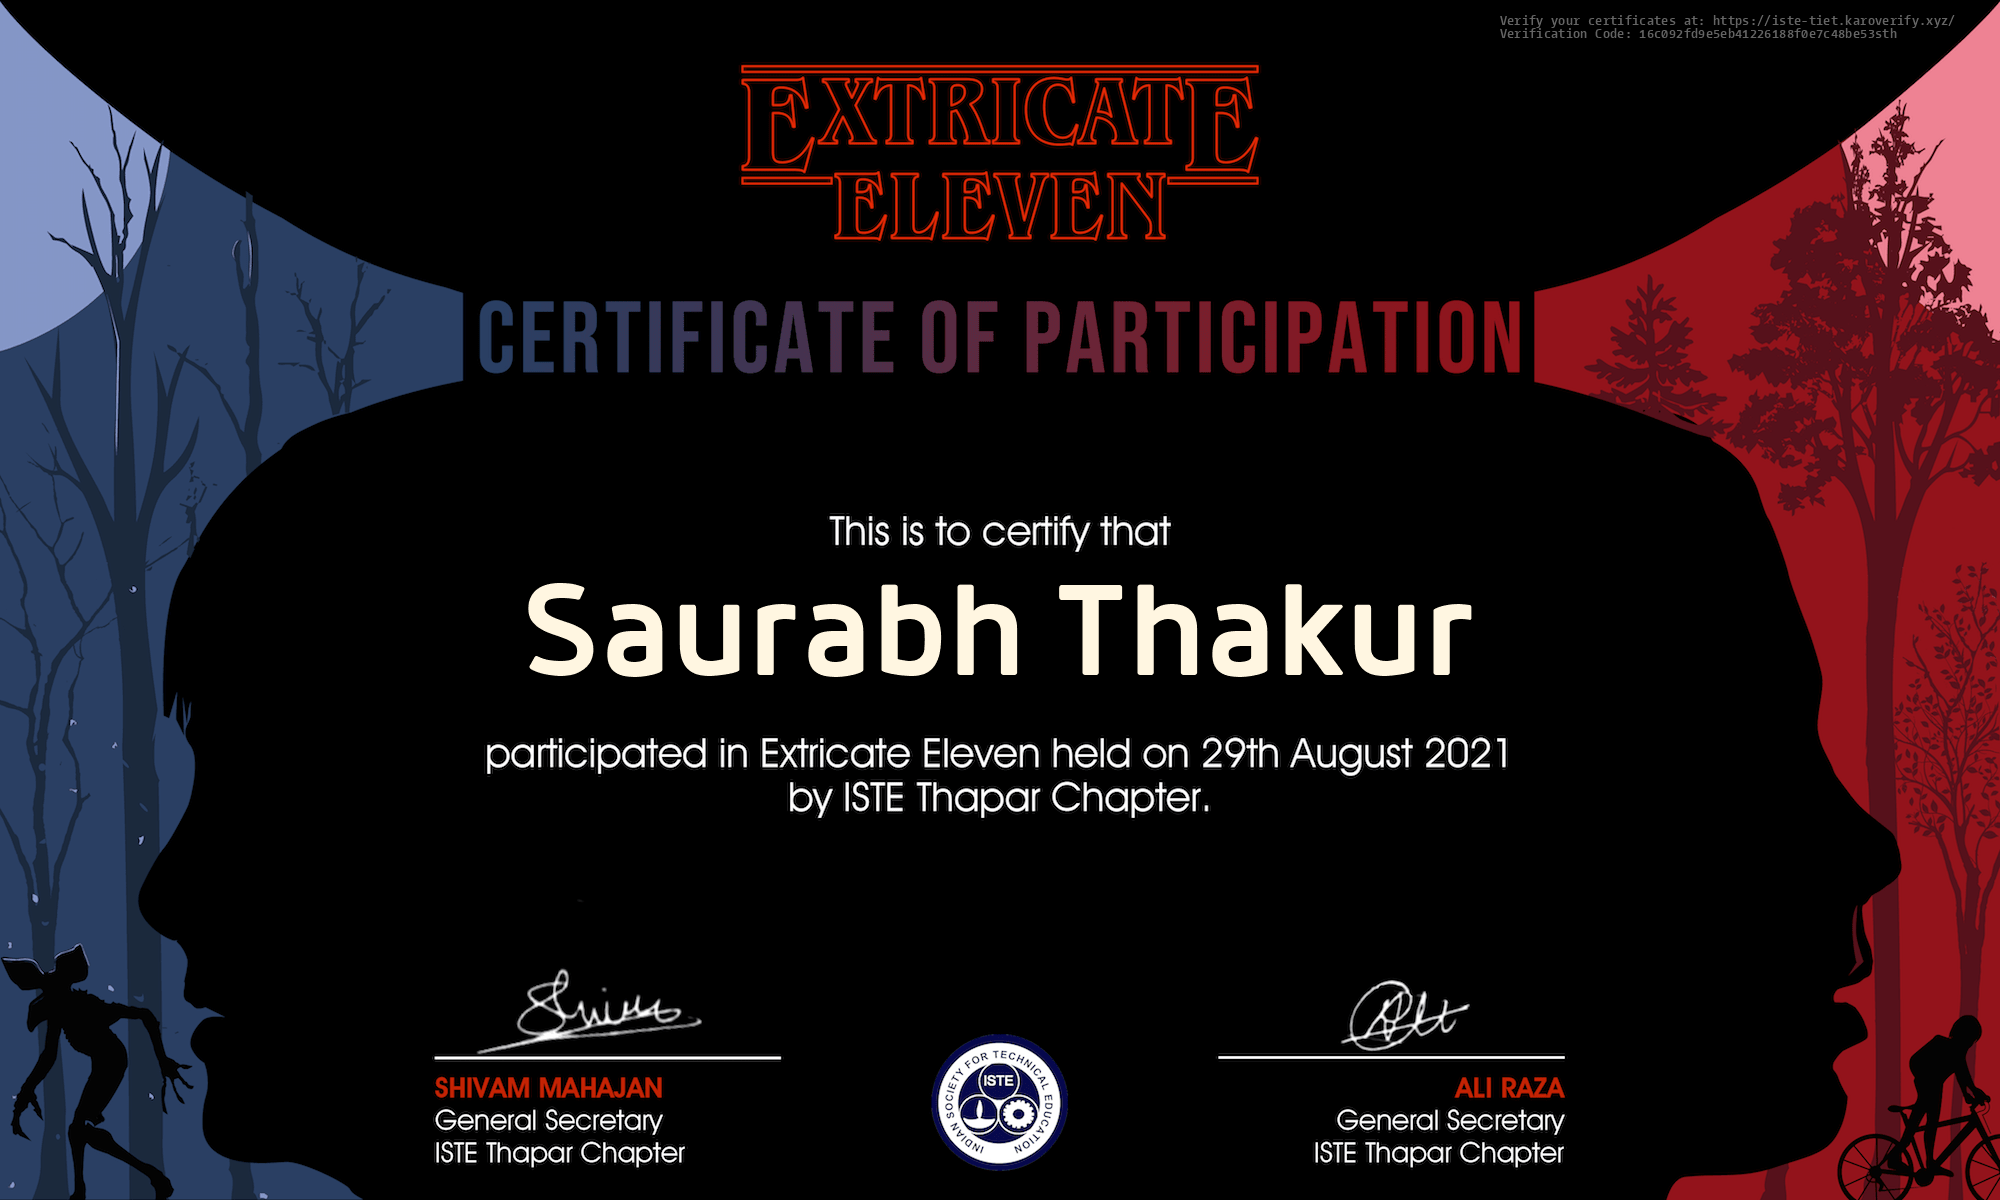 Verify your certificates at: https://iste-tiet.karoverify.xyz/
Verification Code: 16c092fd9e5eb41226188f0e7c48be53sth
EXTRICATE
ELEVEN
CERTIFICATE OF PARTICIPATION
This is to certify that
Saurabh Thakur
participated in Extricate Eleven held on 29th August 2021
by ISTE Thapar Chapter.
SHIVAM MAHAJAN
General Secretary
ISTE Thapar Chapter
INDIAN SOCIETY FOR TECHNICAL EDUCATION
ISTE
ALI RAZA
General Secretary
ISTE Thapar Chapter